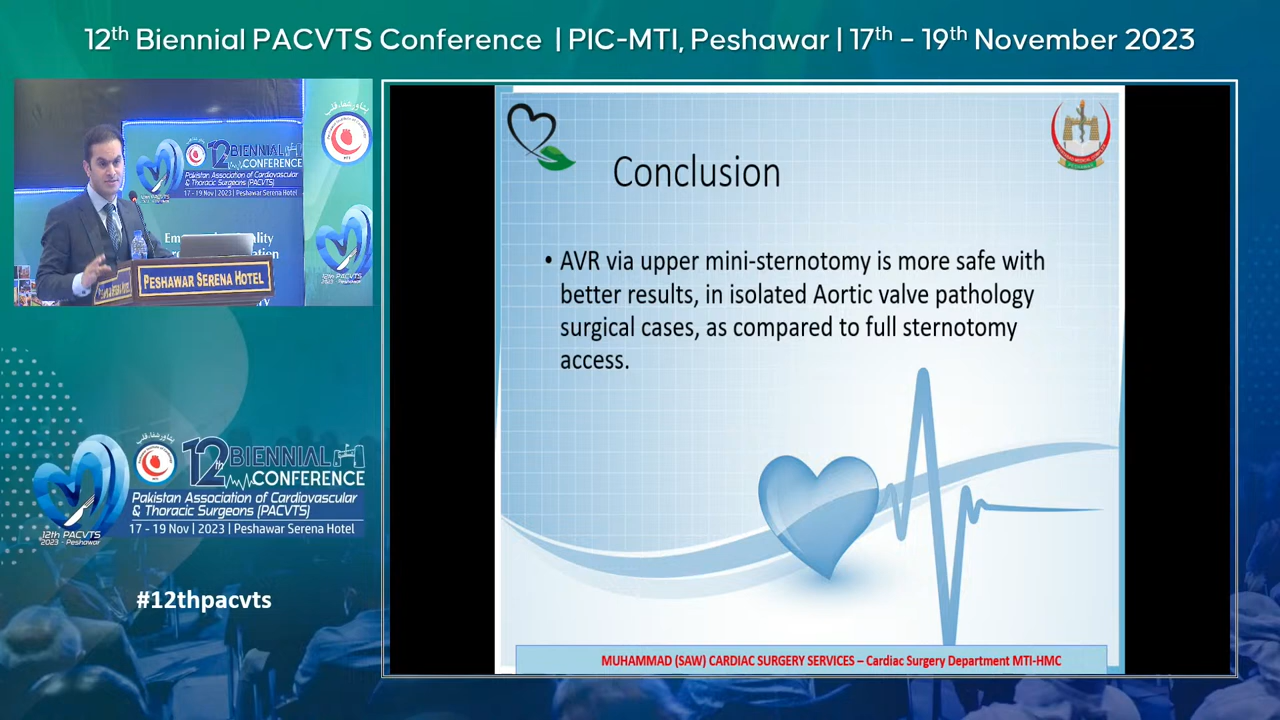 12th Biennial PACVTS Conference | PIC-MTI, Peshawar | 17th – 19th November 2023
12 BIENNIAL
CONFERENCE
Pakistan Association of Cardiovascular
& Thoracic Surgeons (PACVTS)
17 - 19 Nov | 2023 | Peshawar Serena Hotel
PESHAWAR SERENA HOTEL
Conclusion
• AVR via upper mini-sternotomy is more safe with
better results, in isolated Aortic valve pathology
surgical cases, as compared to full sternotomy
access.
MUHAMMAD (SAW) CARDIAC SURGERY SERVICES – Cardiac Surgery Department MTI-HMC
پشاور شفاء قلب
12th BIENNIAL
CONFERENCE
Pakistan Association of Cardiovascular
& Thoracic Surgeons (PACVTS)
17 - 19 Nov | 2023 | Peshawar Serena Hotel
12th PACVTS
2023 - Peshawar
#12thpacvts